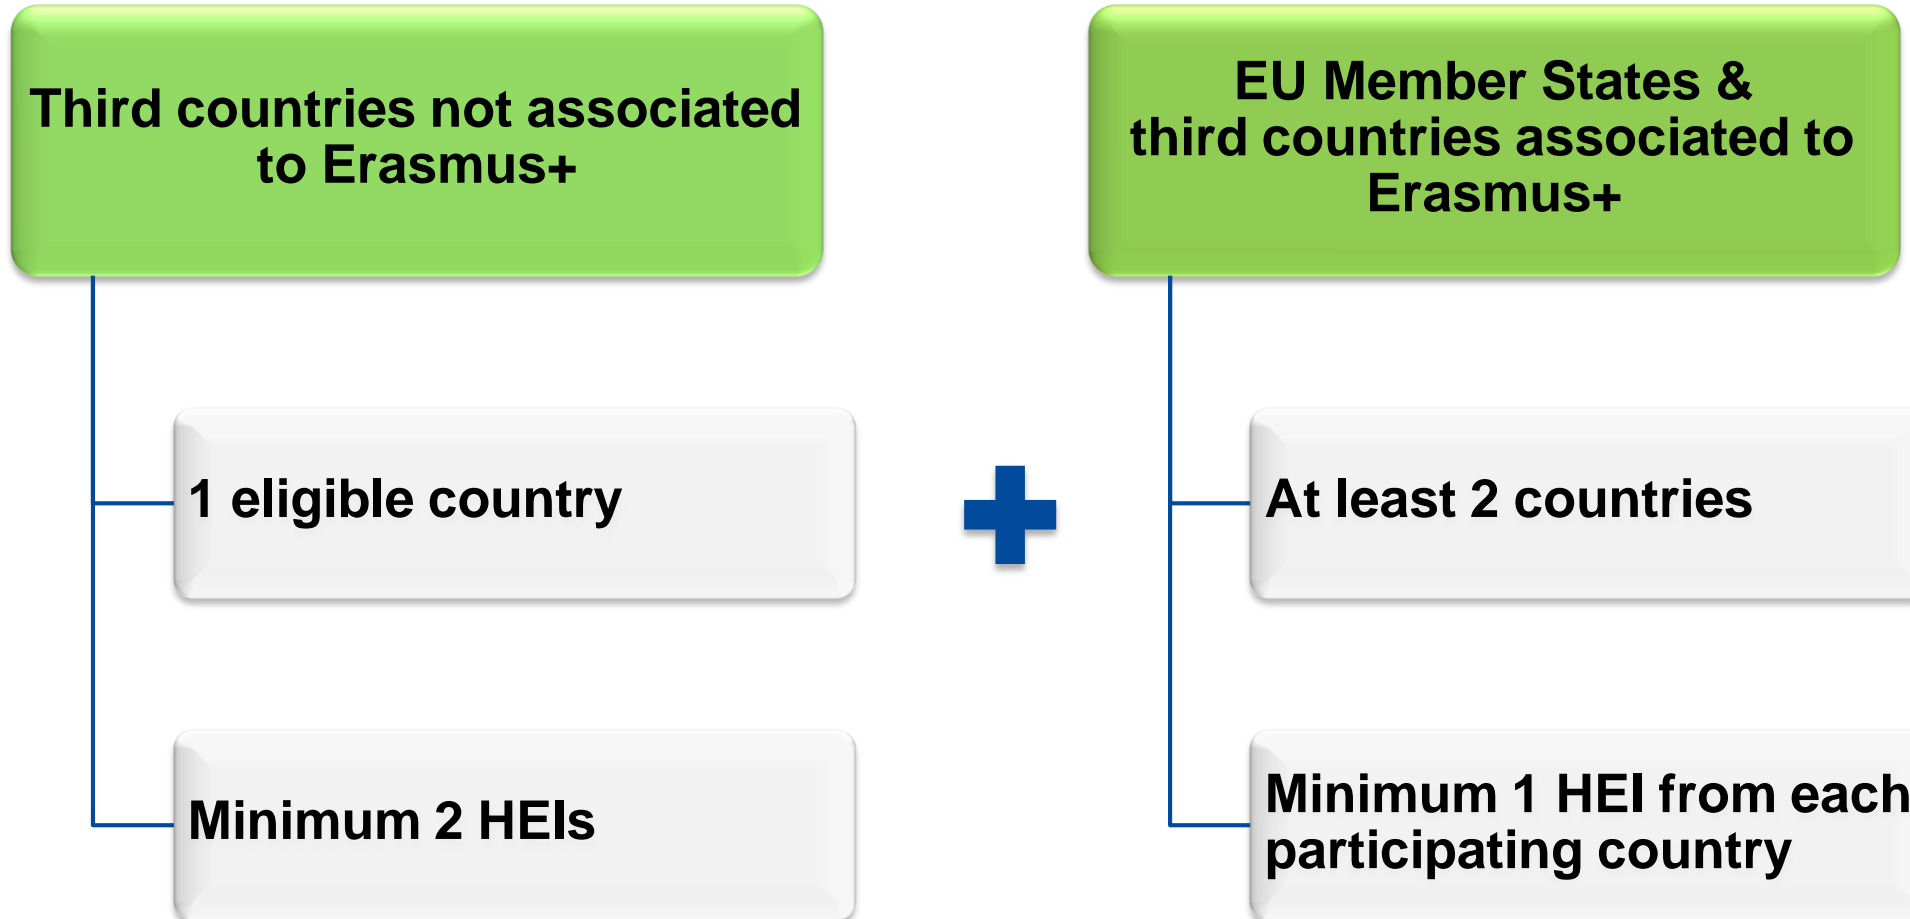 Third countries not associated
to Erasmus+
1 eligible country
Minimum 2 HEIs
EU Member States &
third countries associated to
Erasmus+
At least 2 countries
Minimum 1 HEI from each
participating country